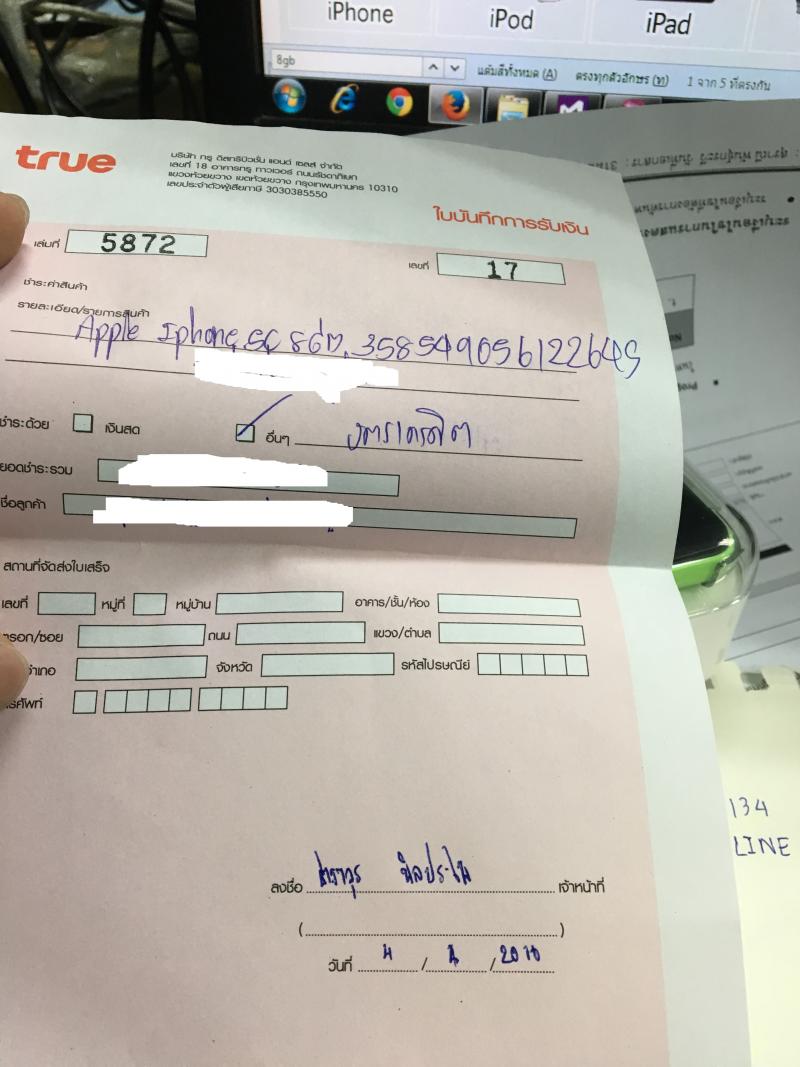 iPhone
iPod
iPad
8gb
แต้มสีทั้งหมด (A)
ตรงทุกตัวอักษร (ท)
1 จาก 5 ที่ตรงกัน
true
บริษัท ทรู ดิสทริบิวชั่น แอนด์ เซลส์ จำกัด
เลขที่ 18 อาคารทรู ทาวเวอร์ ถนนรัชดาภิเษก
แขวงห้วยขวาง เขตห้วยขวาง กรุงเทพมหานคร 10310
เลขประจำตัวผู้เสียภาษี 3030385550
ใบบันทึกการรับเงิน
เล่มที่ 5872
เลขที่ 17
ชำระค่าสินค้า
รายละเอียด/รายการสินค้า
Apple Iphone 5C 358549056122645
ชำระด้วย เงินสด อื่นๆ บัตรเครดิต
ยอดชำระรวม
ชื่อลูกค้า
สถานที่จัดส่งใบเสร็จ
เลขที่ หมู่ที่ หมู่บ้าน อาคาร/ชั้น/ห้อง
ตรอก/ซอย ถนน แขวง/ตำบล
จังหวัด รหัสไปรษณีย์
ลงชื่อ เจ้าหน้าที่
( )
วันที่ 4 / /
134
LINE